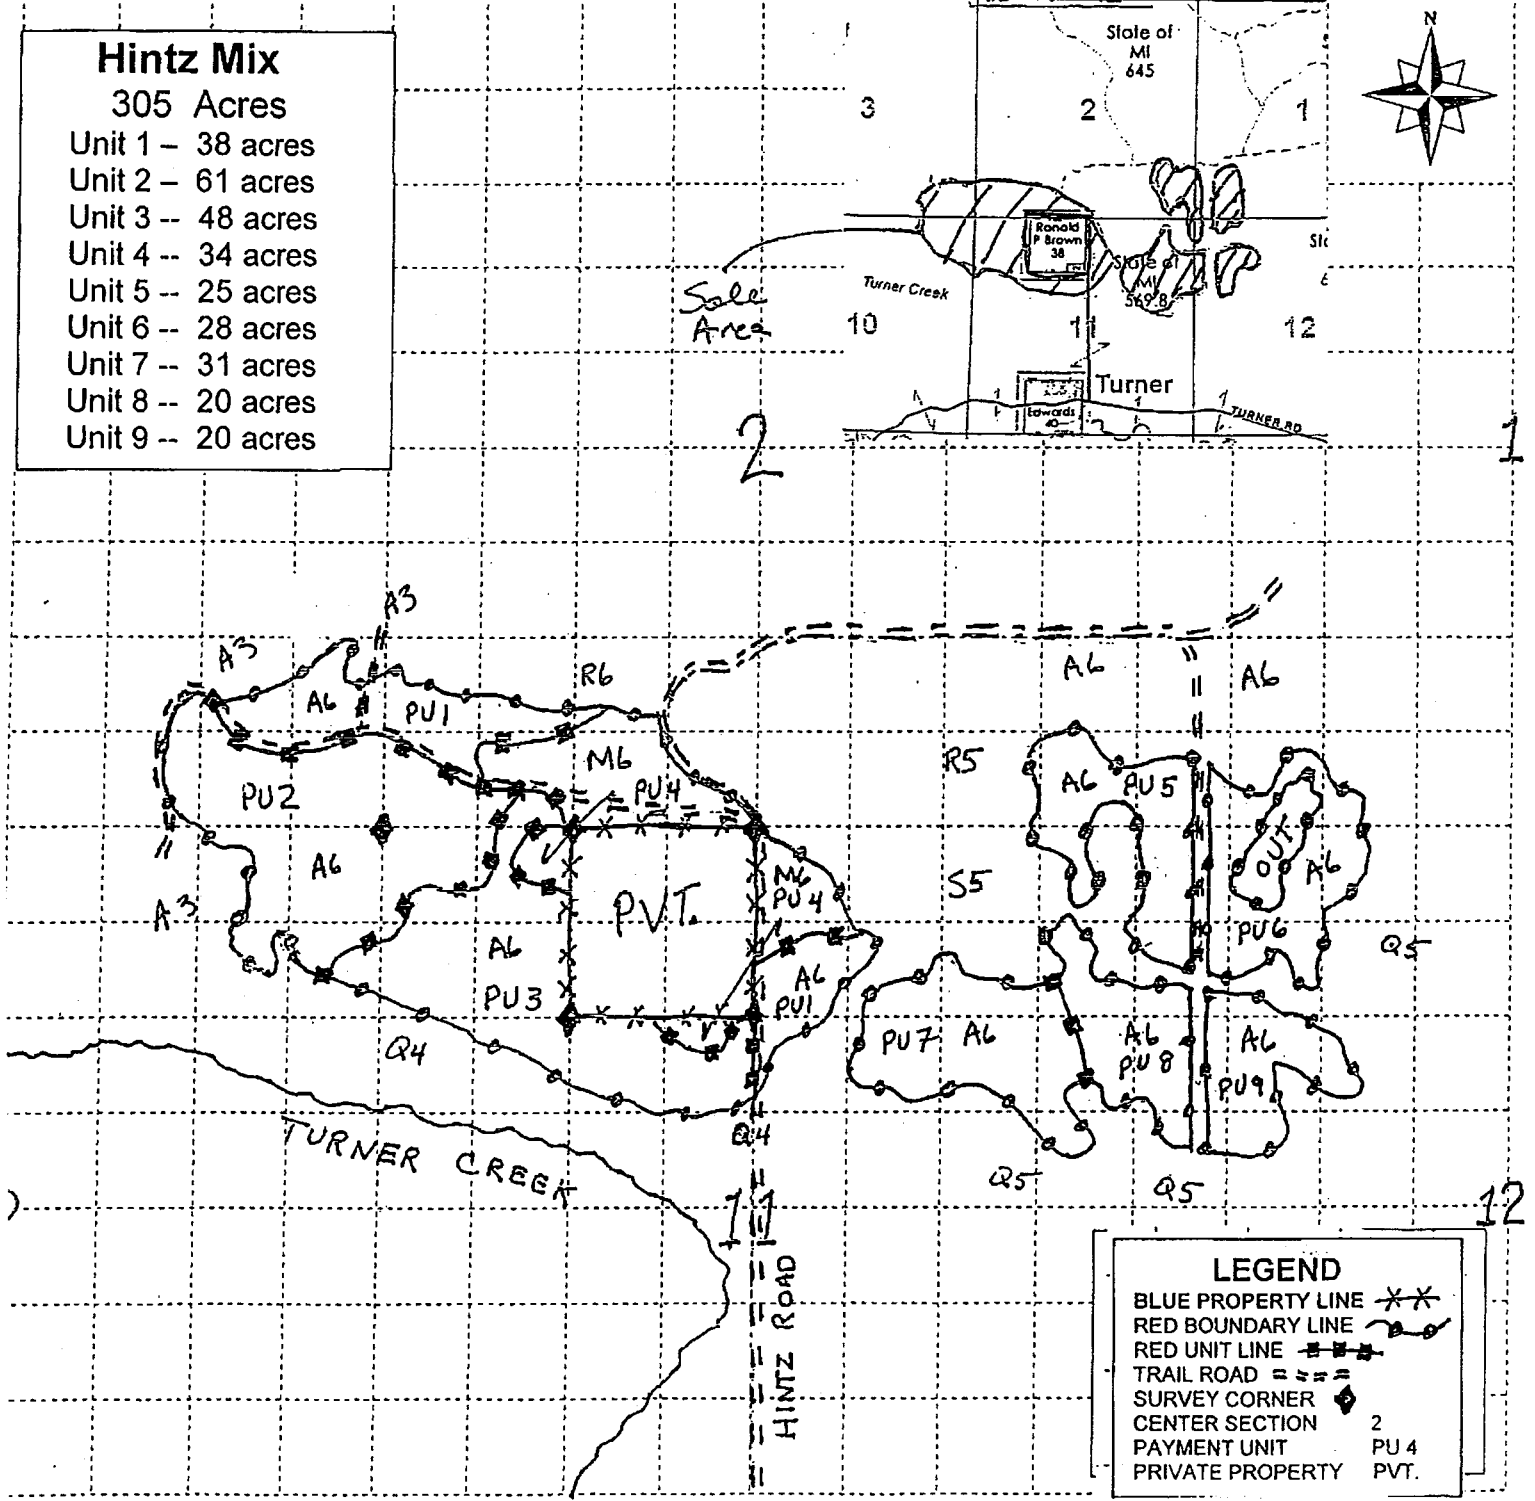 Hintz Mix
305 Acres
Unit 1 – 38 acres
Unit 2 – 61 acres
Unit 3 -- 48 acres
Unit 4 -- 34 acres
Unit 5 -- 25 acres
Unit 6 -- 28 acres
Unit 7 -- 31 acres
Unit 8 -- 20 acres
Unit 9 -- 20 acres
N
State of
MI
645
3
2
1
Ronald
P Brown
38
State of
MI
569.8
Turner Creek
Sale
Area
10
11
12
Turner
Edwards
40
TURNER RD
2
1
A3
A3
R6
A6
PU1
A6
A6
M6
PU4
R5
A6
PU5
PU2
OUT
A6
A6
M6
PU4
S5
A3
PVT.
PU6
Q5
A6
PU3
A6
PU1
Q4
PU7
A6
A6
PU8
A6
PU9
Q4
TURNER CREEK
Q5
Q5
11
12
HINTZ ROAD
LEGEND
BLUE PROPERTY LINE
RED BOUNDARY LINE
RED UNIT LINE
TRAIL ROAD
SURVEY CORNER
CENTER SECTION 2
PAYMENT UNIT PU 4
PRIVATE PROPERTY PVT.